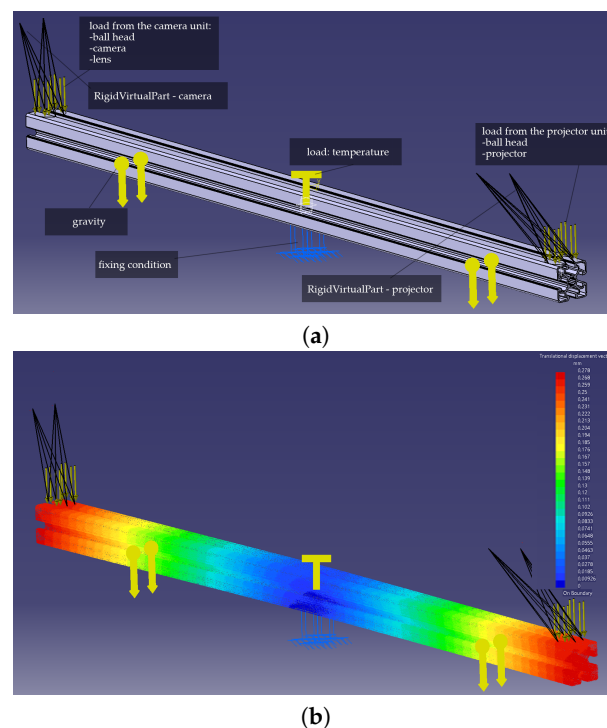 load from the camera unit:
-ball head
-camera
-lens
RigidVirtualPart - camera
load: temperature
load from the projector unit
-ball head
-projector
T
gravity
fixing condition
RigidVirtualPart - projector
(a)
Translational displacement vect
mm
0,278
0,268
0,259
0,25
0,241
0,231
0,222
0,213
0,204
0,194
0,185
0,176
0,167
0,157
0,148
0,139
0,13
0,12
0,111
0,102
0,0926
0,0833
0,0741
0,0648
0,0555
0,0463
0,037
0,0278
0,0185
0,00926
0
On Boundary
T
(b)